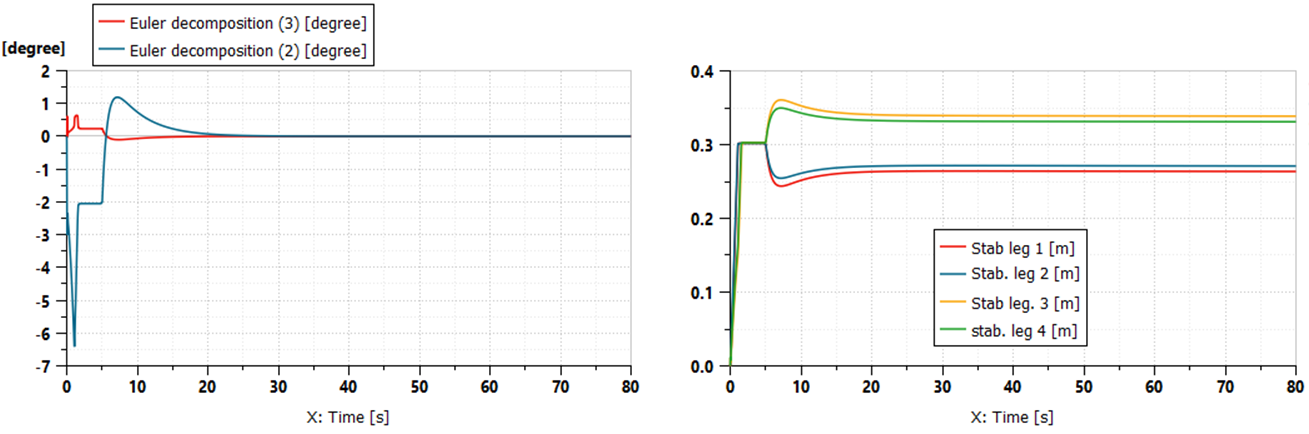 Euler decomposition (3) [degree]
Euler decomposition (2) [degree]
[degree]
2
1
0
-1
-2
-3
-4
-5
-6
-7
0 10 20 30 40 50 60 70 80
X: Time [s]
0.4
0.3
0.2
0.1
0.0
Stab leg 1 [m]
Stab. leg 2 [m]
Stab leg. 3 [m]
stab. leg 4 [m]
0 10 20 30 40 50 60 70 80
X: Time [s]